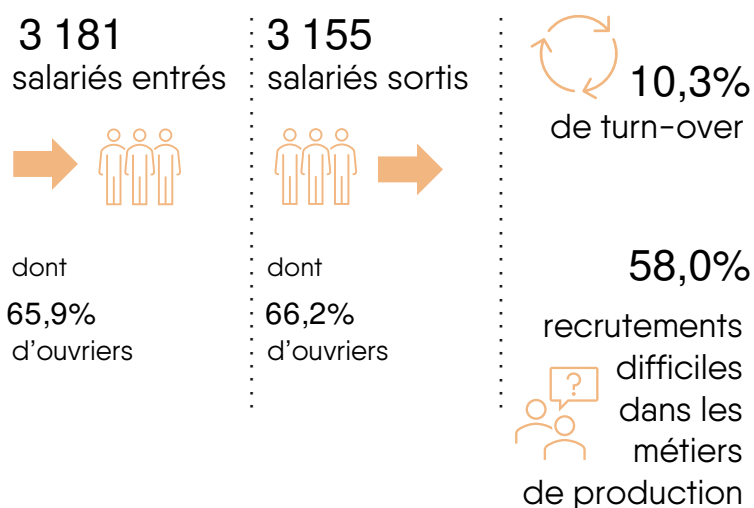 3 181
salariés entrés
dont
65,9%
d'ouvriers
3 155
salariés sortis
dont
66,2%
d'ouvriers
10,3%
de turn-over
58,0%
recrutements
?
difficiles
dans les
métiers
de production